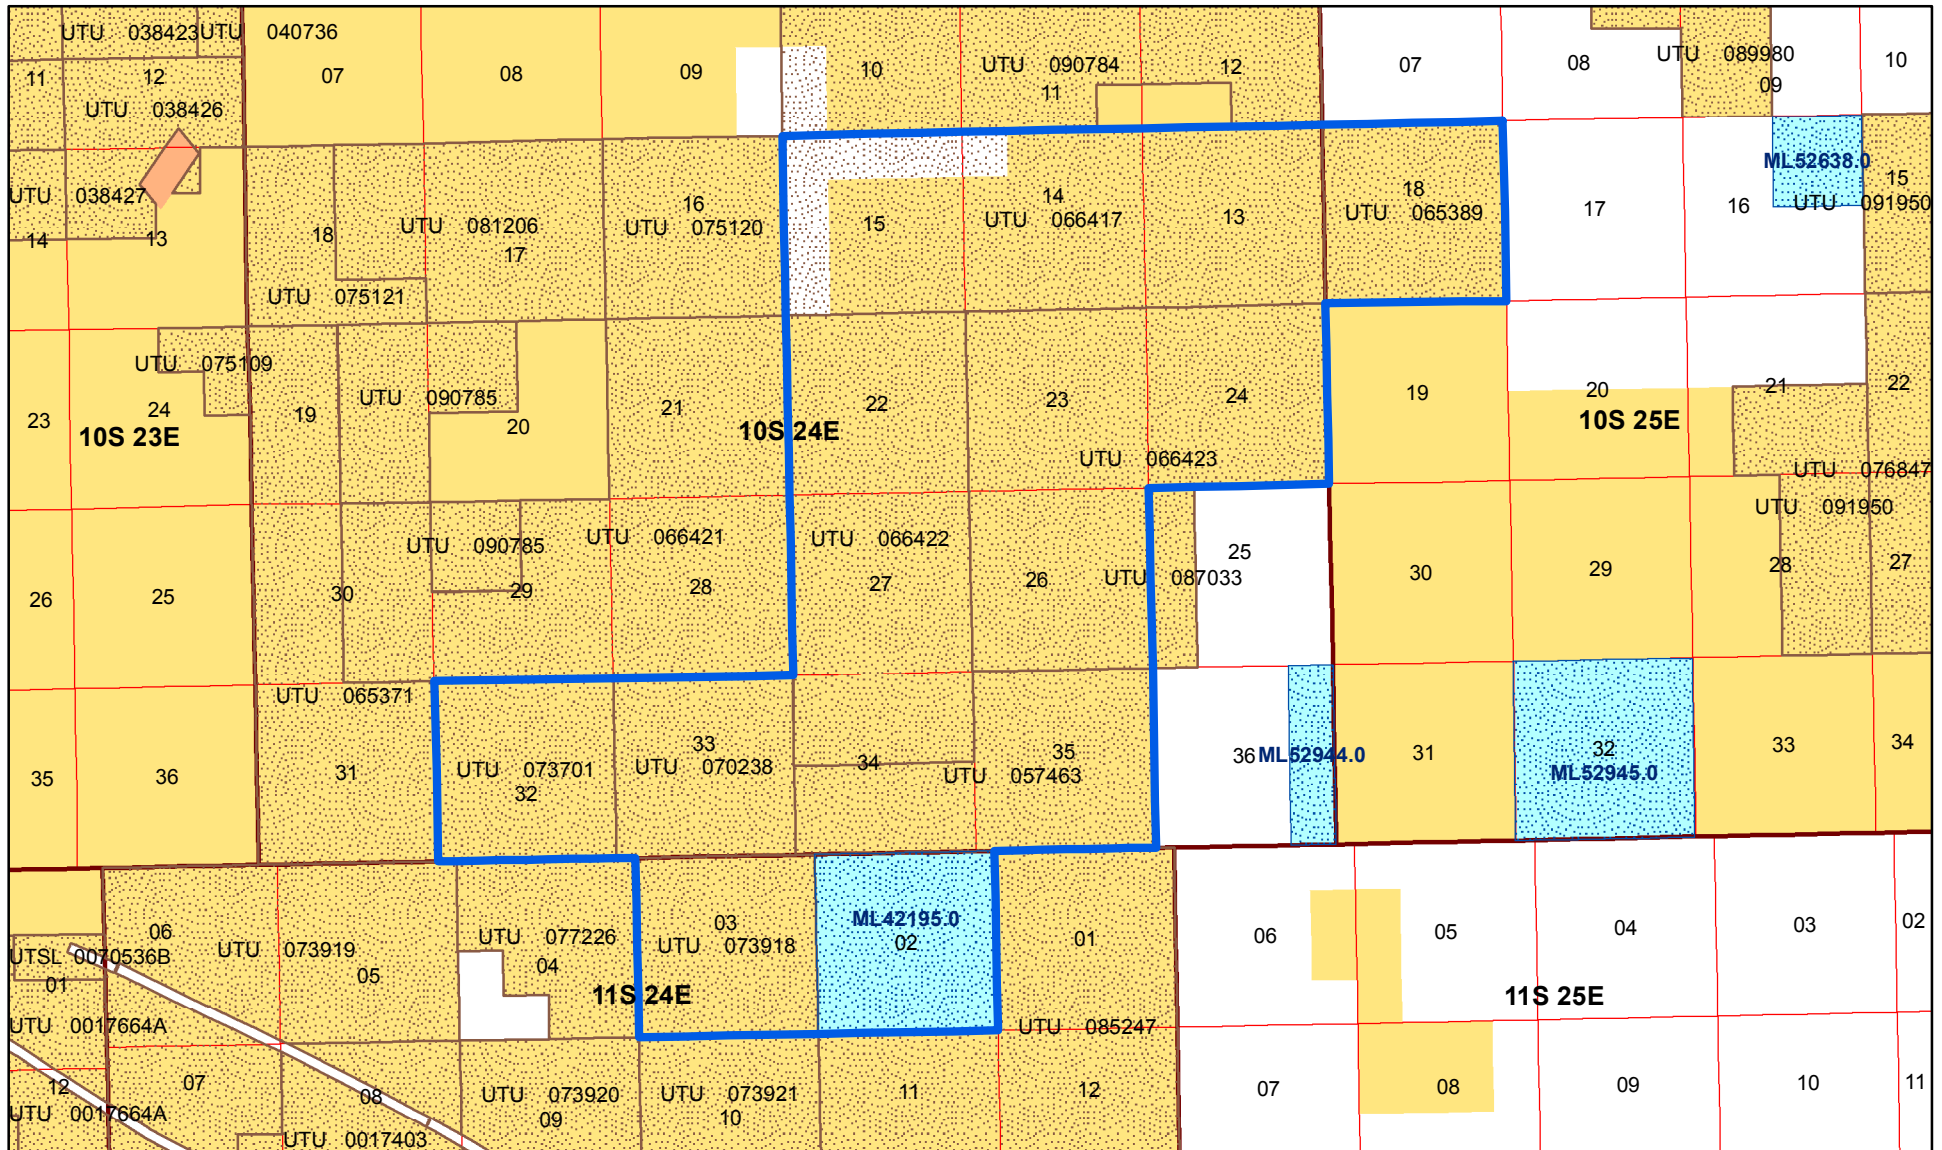 UTU 038423 UTU 040736
11 12 07 08 09 10 UTU 090784 11 12 07 08 UTU 089980 09 10
UTU 038426
ML52638.0
UTU 038427 18 UTU 081206 17 16 UTU 075120 15 14 UTU 066417 13 18 UTU 065389 17 16 15 UTU 091950
14 13
UTU 075121
UTU 075109
23 24 19 UTU 090785 20 21 22 23 24 19 20 21 22
10S 23E 10S 24E 10S 25E
UTU 066423 UTU 076847
UTU 091950
UTU 090785 UTU 066421 UTU 066422 25
26 25 30 29 28 27 26 UTU 087033 30 29 28 27
UTU 065371
35 36 31 UTU 073701 32 33 UTU 070238 34 35 UTU 057463 36 ML52944.0 31 32 ML52945.0 33 34
06 UTU 073919 05 UTU 077226 04 03 UTU 073918 ML42195.0 02 01 06 05 04 03 02
UTSL 0070536B
01
11S 24E 11S 25E
UTU 0017664A UTU 085247
12 07 08 UTU 073920 09 UTU 073921 10 11 12 07 08 09 10 11
UTU 0017664A
UTU 0017403